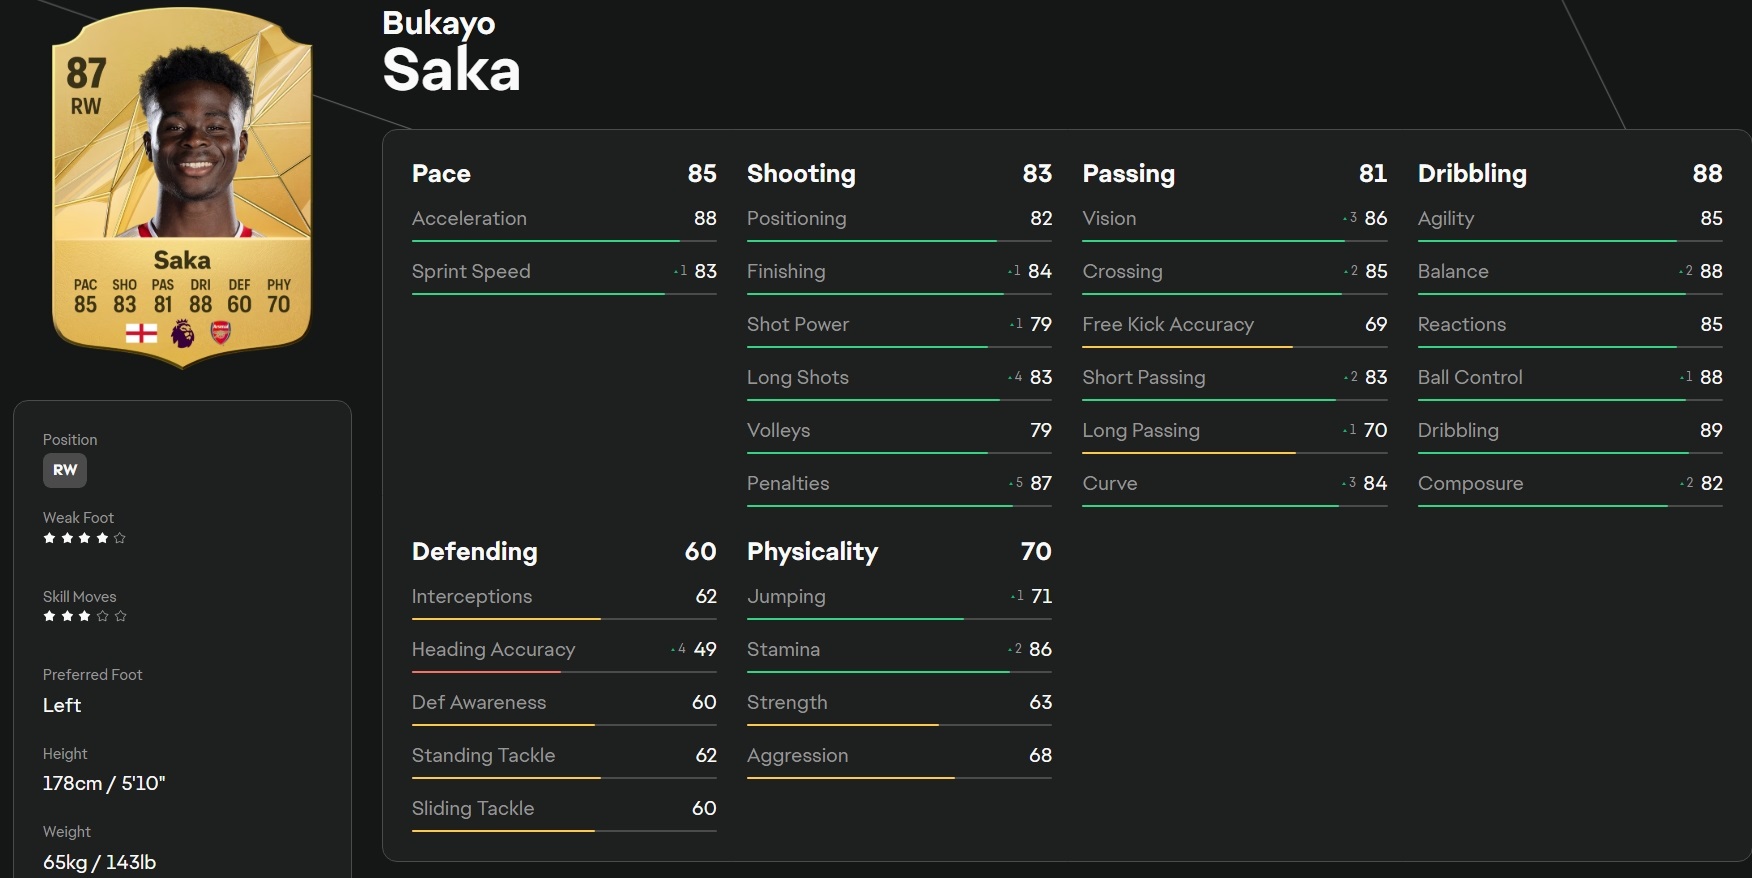 87
RW
Saka
PAC SHO PAS DRI DEF PHY
85 83 81 88 60 70
Arsenal
Bukayo
Saka
Position
RW
Weak Foot
Skill Moves
Preferred Foot
Left
Height
178cm / 5'10"
Weight
65kg / 143lb
Pace 85
Acceleration 88
Sprint Speed 1 83
Shooting 83
Positioning 82
Finishing 1 84
Shot Power 1 79
Long Shots 4 83
Volleys 79
Penalties 5 87
Passing 81
Vision 3 86
Crossing 2 85
Free Kick Accuracy 69
Short Passing 2 83
Long Passing 1 70
Curve 3 84
Dribbling 88
Agility 85
Balance 2 88
Reactions 85
Ball Control 1 88
Dribbling 89
Composure 2 82
Defending 60
Interceptions 62
Heading Accuracy 4 49
Def Awareness 60
Standing Tackle 62
Sliding Tackle 60
Physicality 70
Jumping 1 71
Stamina 2 86
Strength 63
Aggression 68